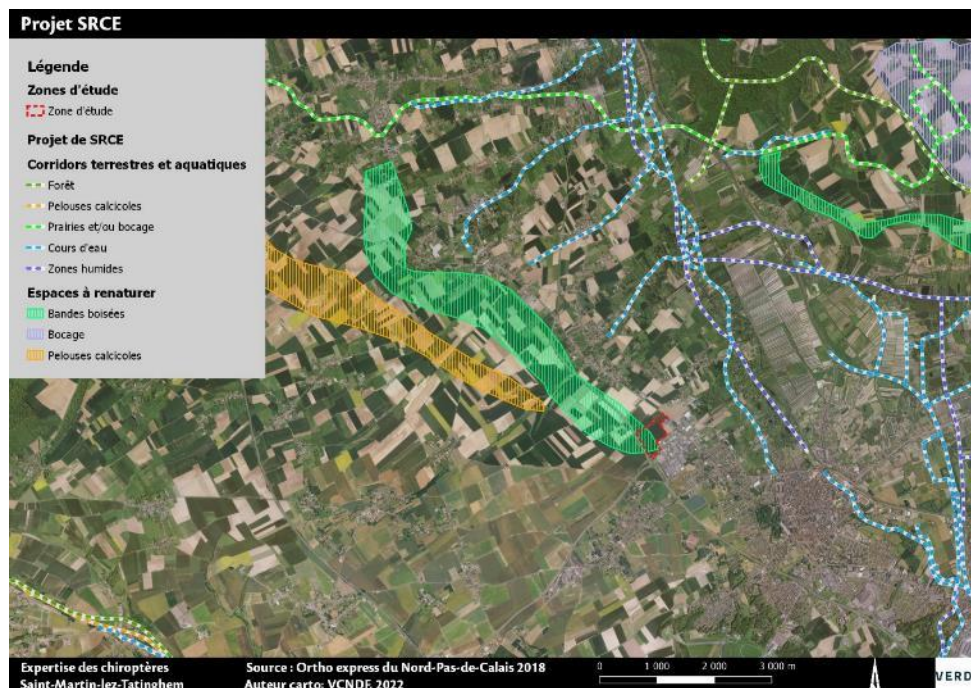 Projet SRCE
Légende
Zones d'étude
Zone d'étude
Projet de SRCE
Corridors terrestres et aquatiques
Forêt
Pelouses calcicoles
Prairies et/ou bocage
Cours d'eau
Zones humides
Espaces à renaturer
Bandes boisées
Bocage
Pelouses calcicoles
Expertise des chiroptères
Saint-Martin-lez-Tatinghem
Source : Ortho express du Nord-Pas-de-Calais 2018
Auteur carto: VCNDF, 2022
0 1 000 2 000 3 000 m
VERD